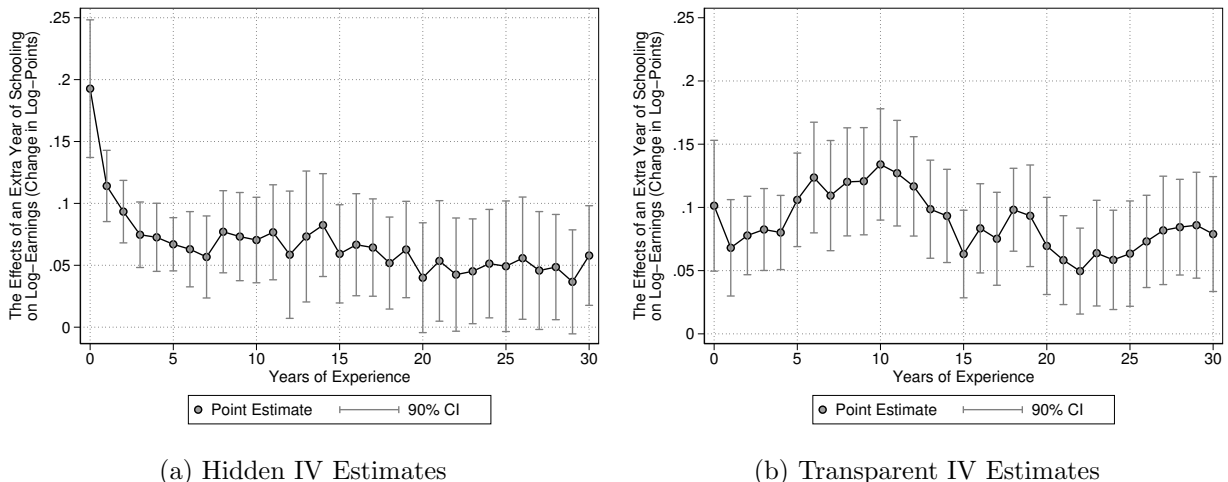 The Effects of an Extra Year of Schooling
on Log−Earnings (Change in Log−Points)
.25
.2
.15
.1
.05
0
0 5 10 15 20 25 30
Years of Experience
Point Estimate 90% CI
(a) Hidden IV Estimates
The Effects of an Extra Year of Schooling
on Log−Earnings (Change in Log−Points)
.25
.2
.15
.1
.05
0
0 5 10 15 20 25 30
Years of Experience
Point Estimate 90% CI
(b) Transparent IV Estimates